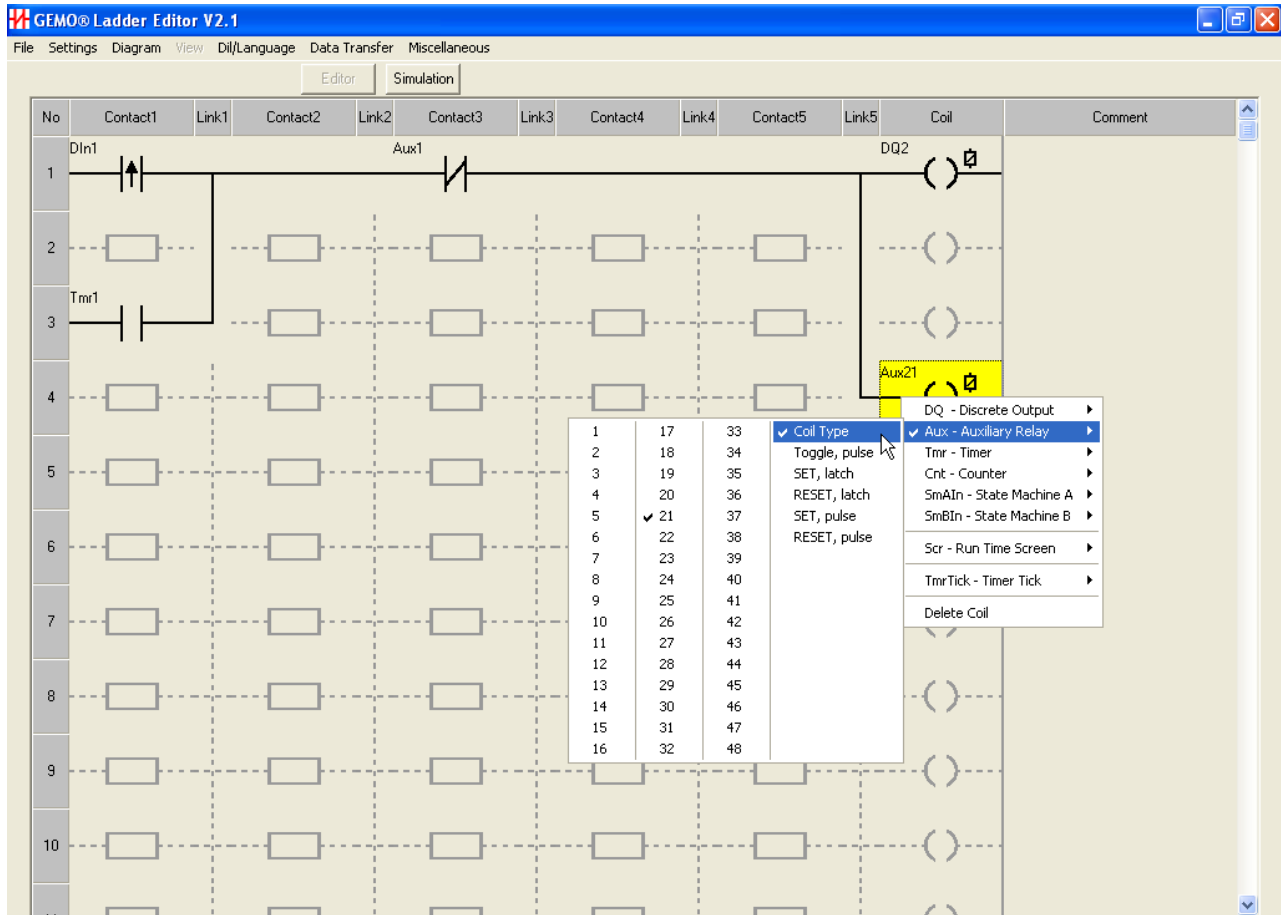 GEMO® Ladder Editor V2.1
File Settings Diagram View Dil/Language Data Transfer Miscellaneous
Editor Simulation
No Contact1 Link1 Contact2 Link2 Contact3 Link3 Contact4 Link4 Contact5 Link5 Coil Comment
DIn1 Aux1 DQ2
1
2
Tmr1
3
Aux21
4
DQ - Discrete Output
Aux - Auxiliary Relay
Tmr - Timer
Cnt - Counter
SmAIn - State Machine A
SmBIn - State Machine B
Scr - Run Time Screen
TmrTick - Timer Tick
Delete Coil
1 17 33 Coil Type
2 18 34 Toggle, pulse
3 19 35 SET, latch
4 20 36 RESET, latch
5 21 37 SET, pulse
6 22 38 RESET, pulse
7 23 39
8 24 40
9 25 41
10 26 42
11 27 43
12 28 44
13 29 45
14 30 46
15 31 47
16 32 48
5
6
7
8
9
10